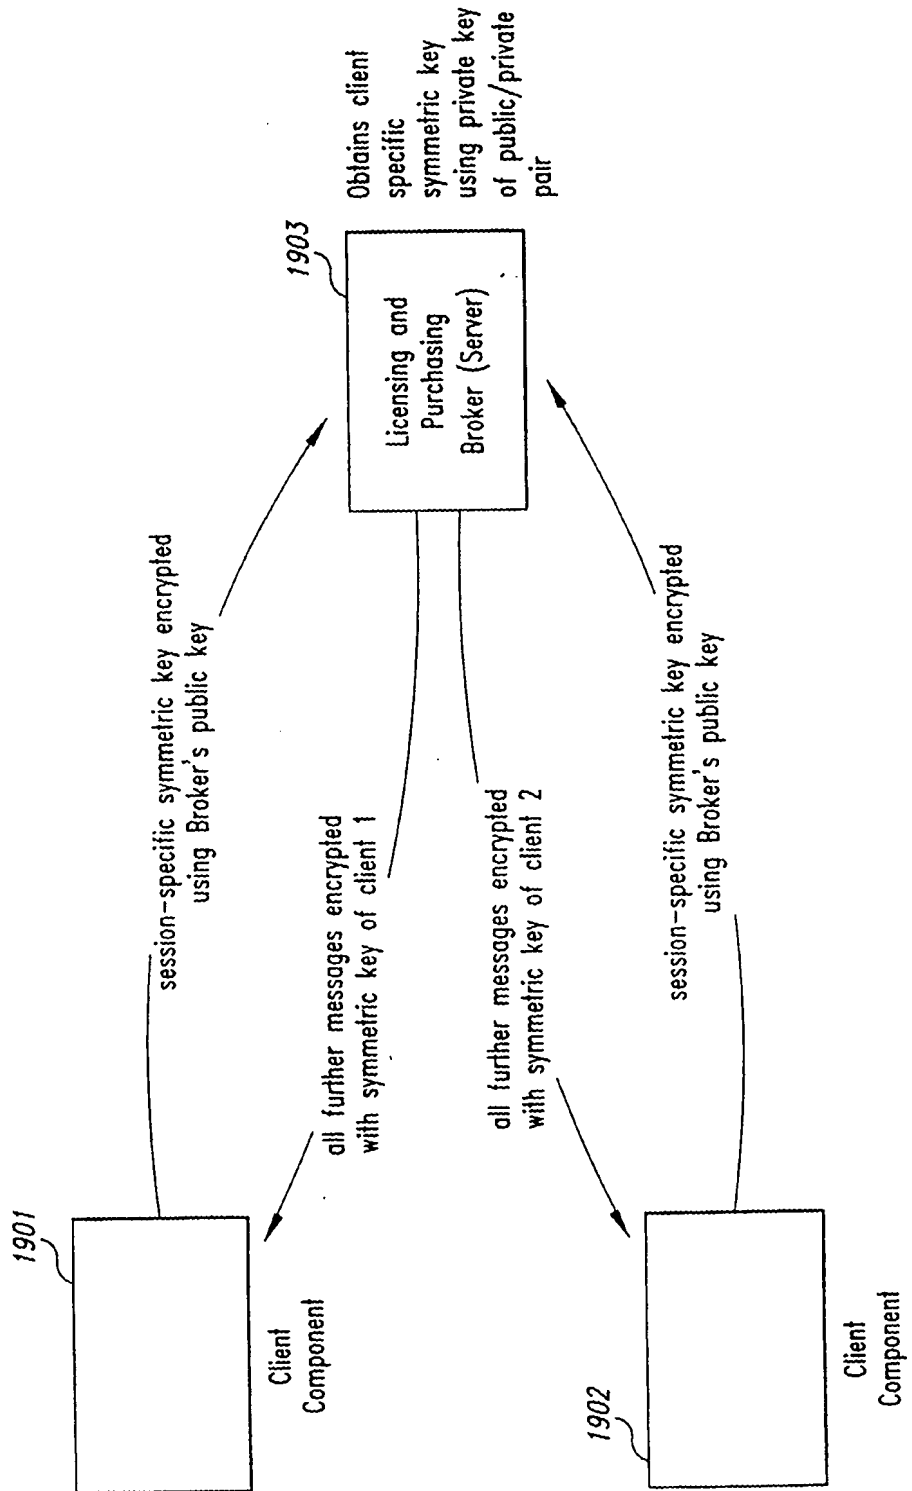 1901
Client
Component
session-specific symmetric key encrypted
using Broker's public key
all further messages encrypted
with symmetric key of client 1
1903
Licensing and
Purchasing
Broker (Server)
Obtains client
specific
symmetric key
using private key
of public/private
pair
all further messages encrypted
with symmetric key of client 2
1902
Client
Component
session-specific symmetric key encrypted
using Broker's public key